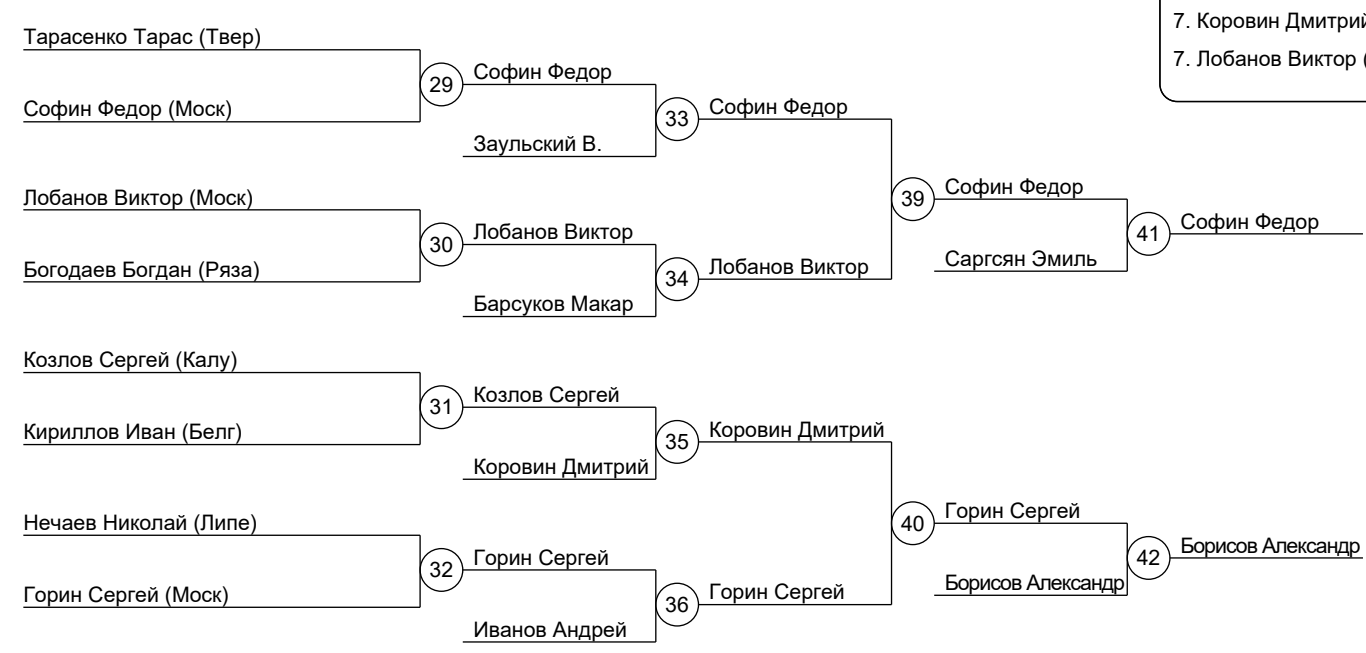 7. Коровин Дмитрий
7. Лобанов Виктор (
Тарасенко Тарас (Твер)
29
Софин Федор
Софин Федор (Моск)
33
Софин Федор
Заульский В.
Лобанов Виктор (Моск)
39
Софин Федор
30
Лобанов Виктор
41
Софин Федор
Богодаев Богдан (Ряза)
34
Лобанов Виктор
Саргсян Эмиль
Барсуков Макар
Козлов Сергей (Калу)
31
Козлов Сергей
Кириллов Иван (Белг)
35
Коровин Дмитрий
Коровин Дмитрий
Нечаев Николай (Липе)
40
Горин Сергей
32
Горин Сергей
42
Борисов Александр
Горин Сергей (Моск)
36
Горин Сергей
Борисов Александр
Иванов Андрей